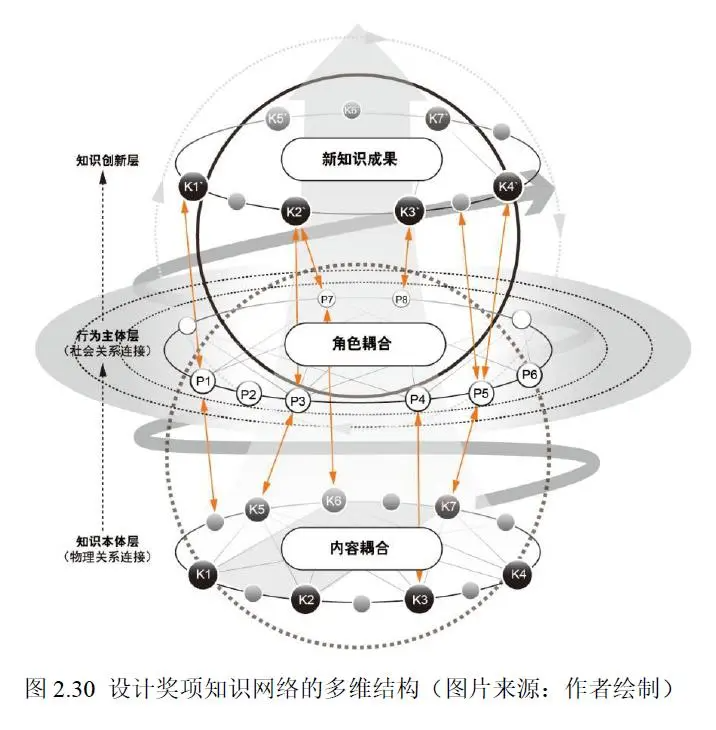 K5` K6` K7`
知识创新层
新知识成果
K1` K4`
K2` K3`
P7 P8
行为主体层
(社会关系连接)
角色耦合
P1 P2 P3 P4 P5 P6
K5 K6 K7
知识本体层
(物理关系连接)
内容耦合
K1 K2 K3 K4
图 2.30 设计奖项知识网络的多维结构（图片来源：作者绘制）